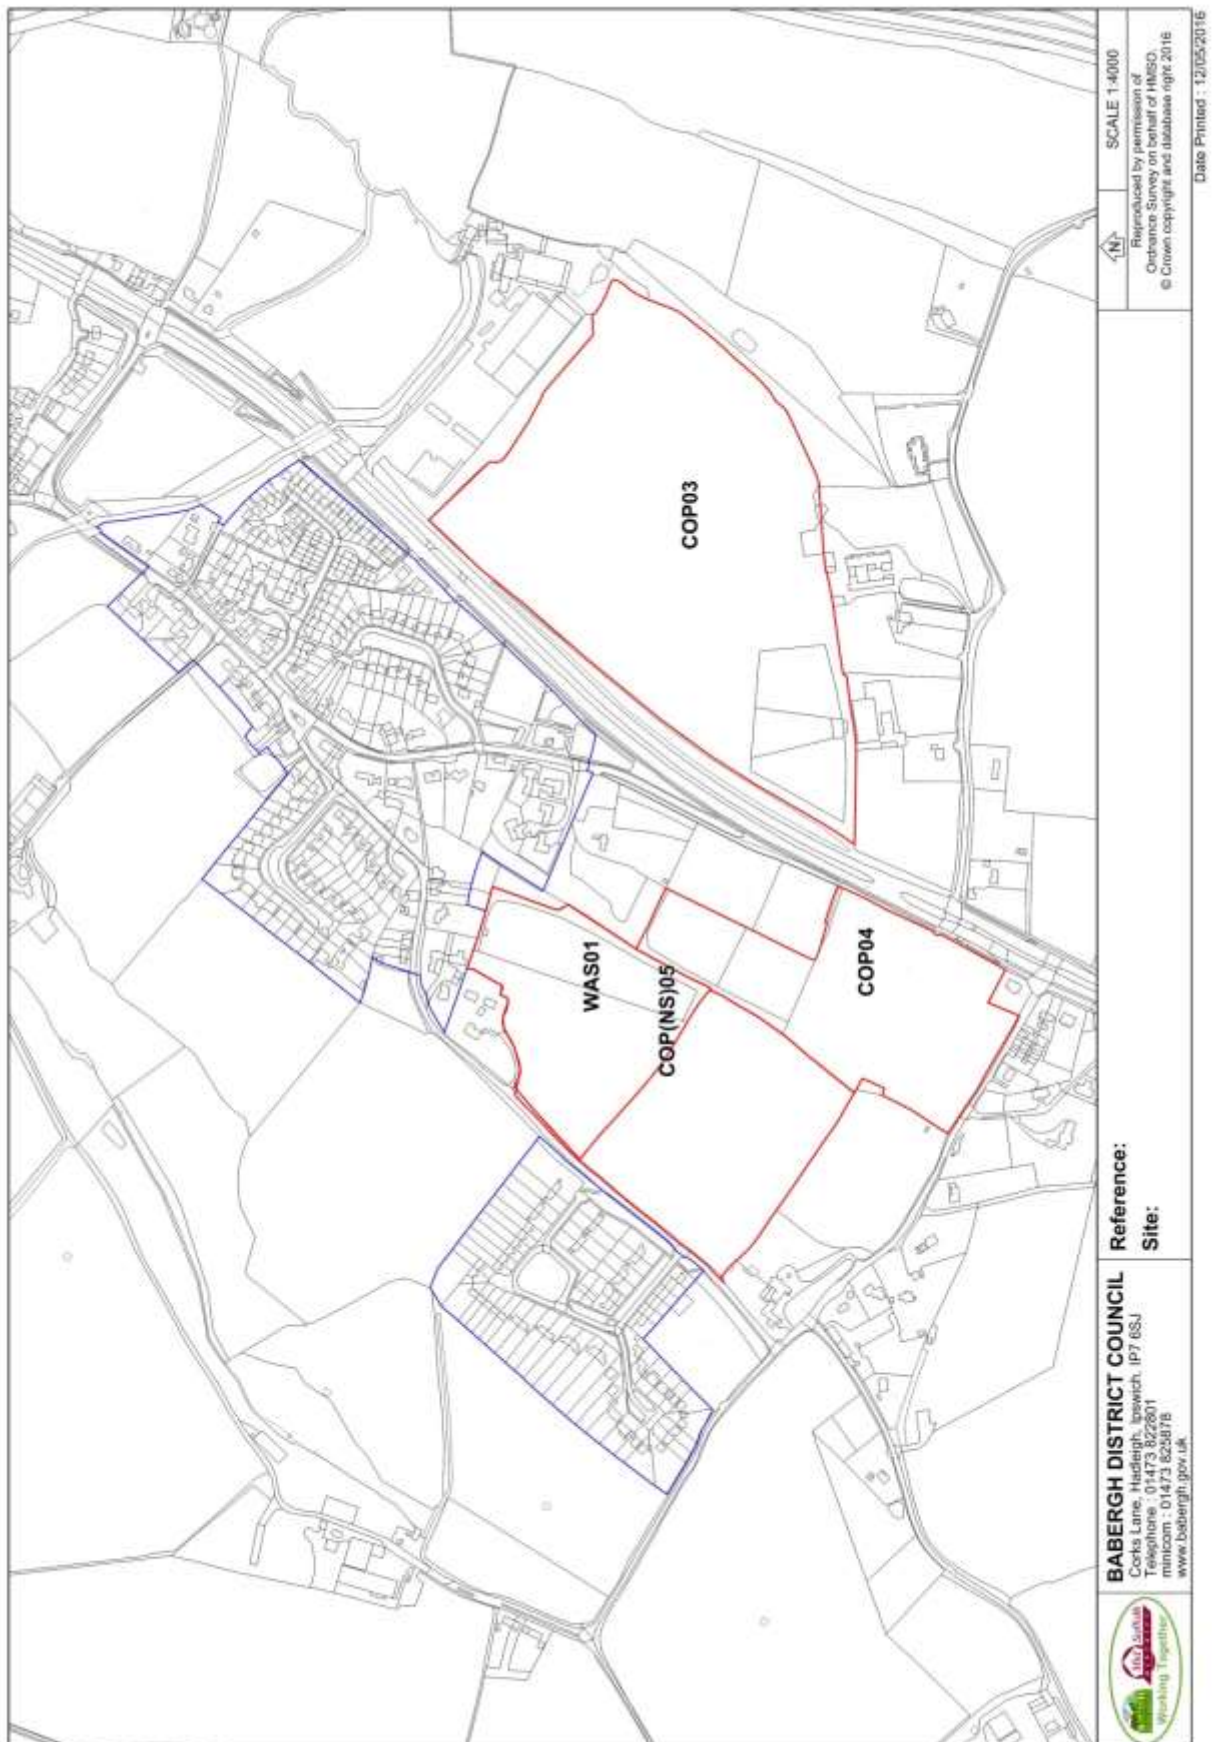 COP03
WAS01
COP(NS)05
COP04
BABERGH DISTRICT COUNCIL
Corks Lane, Hadleigh, Ipswich. IP7 6SJ
Telephone : 01473 822801
minicom : 01473 825878
www.babergh.gov.uk
Working Together
Reference:
Site:
N
SCALE 1:4000
Reproduced by permission of
Ordnance Survey on behalf of HMSO.
© Crown copyright and database right 2016
Date Printed : 12/05/2016